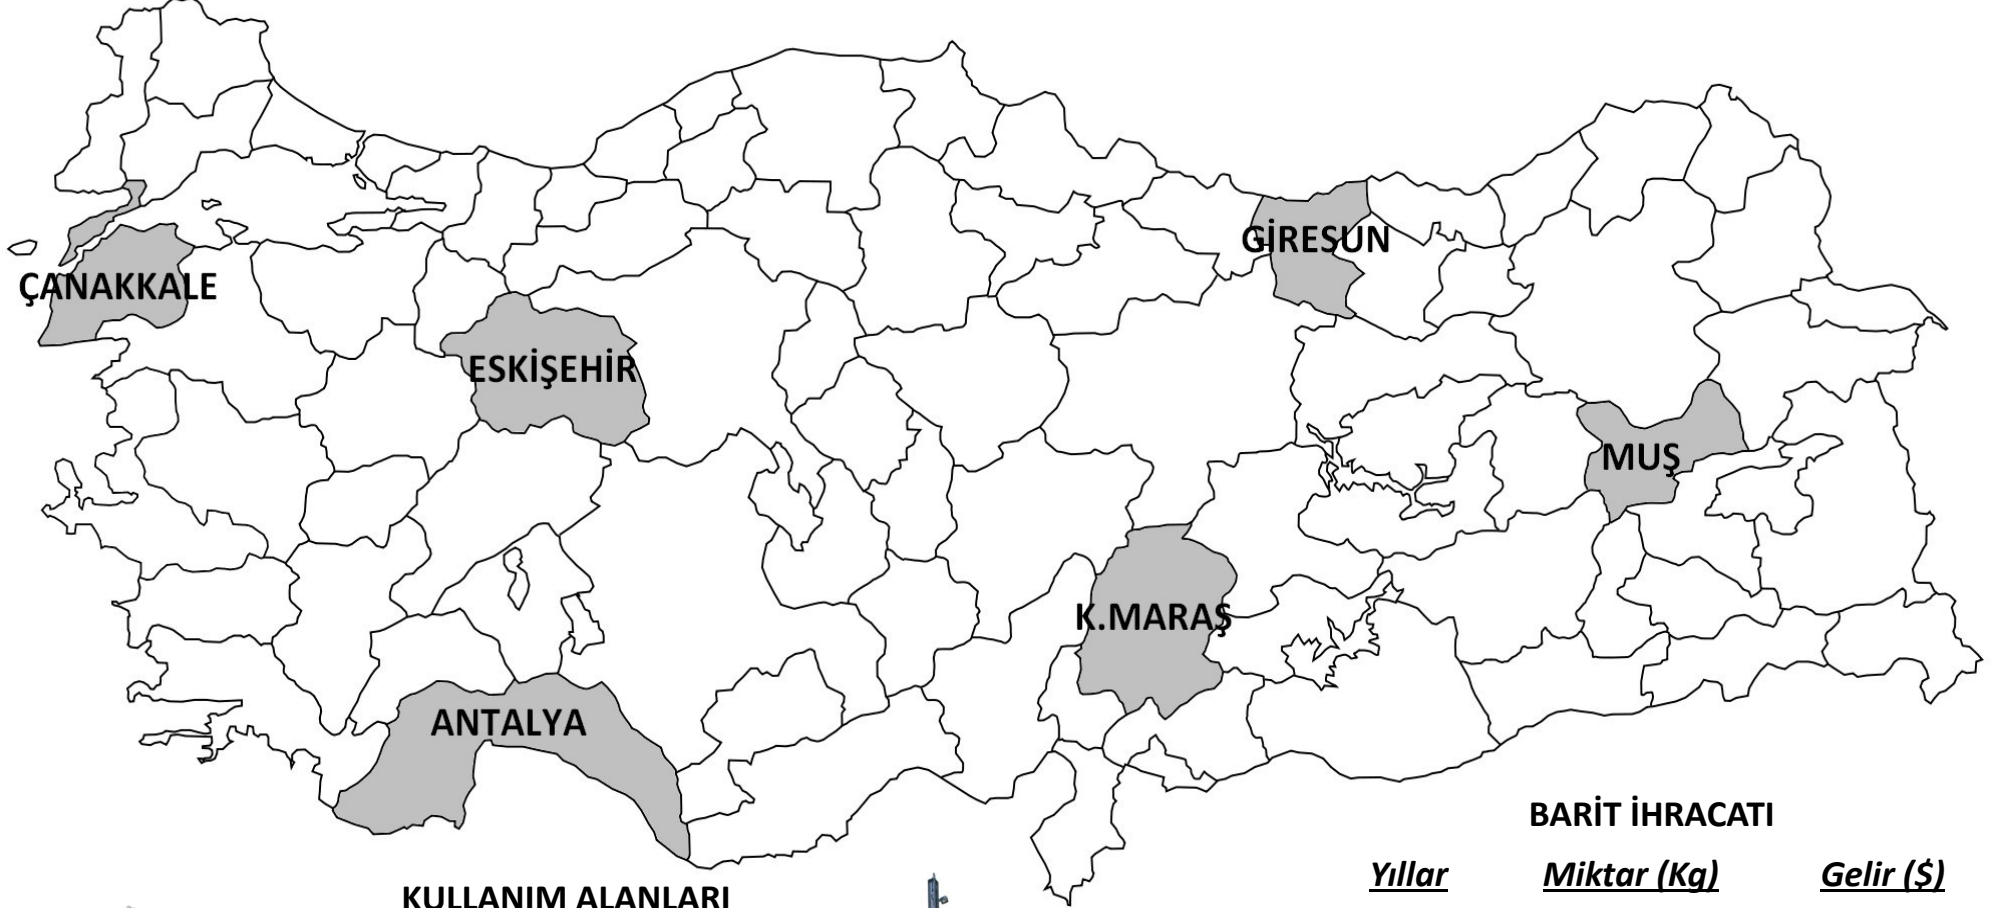 GİRESUN
ÇANAKKALE
ESKİŞEHİR
MUŞ
K.MARAŞ
ANTALYA
BARİT İHRACATI
Yıllar Miktar (Kg) Gelir ($)
KULLANIM ALANLARI